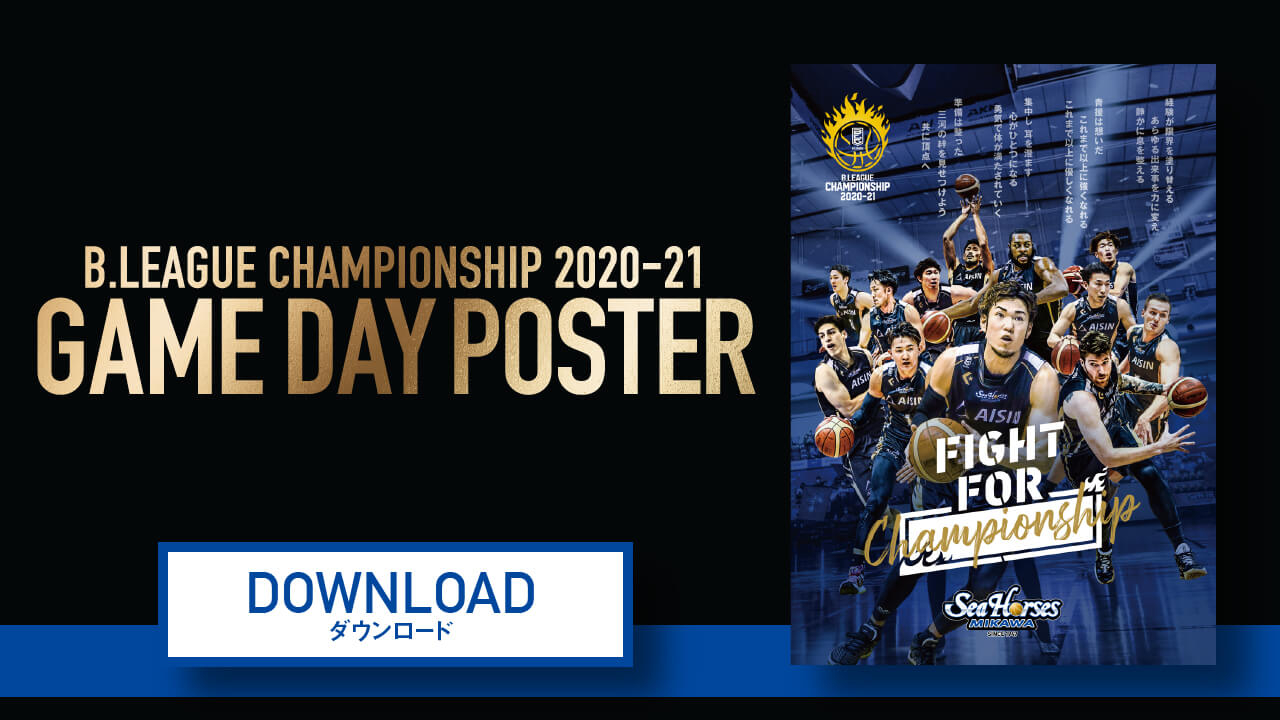 B.LEAGUE CHAMPIONSHIP 2020-21
GAME DAY POSTER
DOWNLOAD
ダウンロード
B.LEAGUE
CHAMPIONSHIP
2020-21
経験が限界を塗り替える
あらゆる出来事を力に変え
静かに息を整える
青援は想いだ
これまで以上に強くなれる
これまで以上に優しくなれる
集中し 耳を澄ます
心がひとつになる
勇気で体が満たされていく
準備は整った
三河の絆を見せつけよう
共に頂点へ
AISIN
AISIN
AISIN
FIGHT
FOR
Championship
SeaHorses
MIKAWA